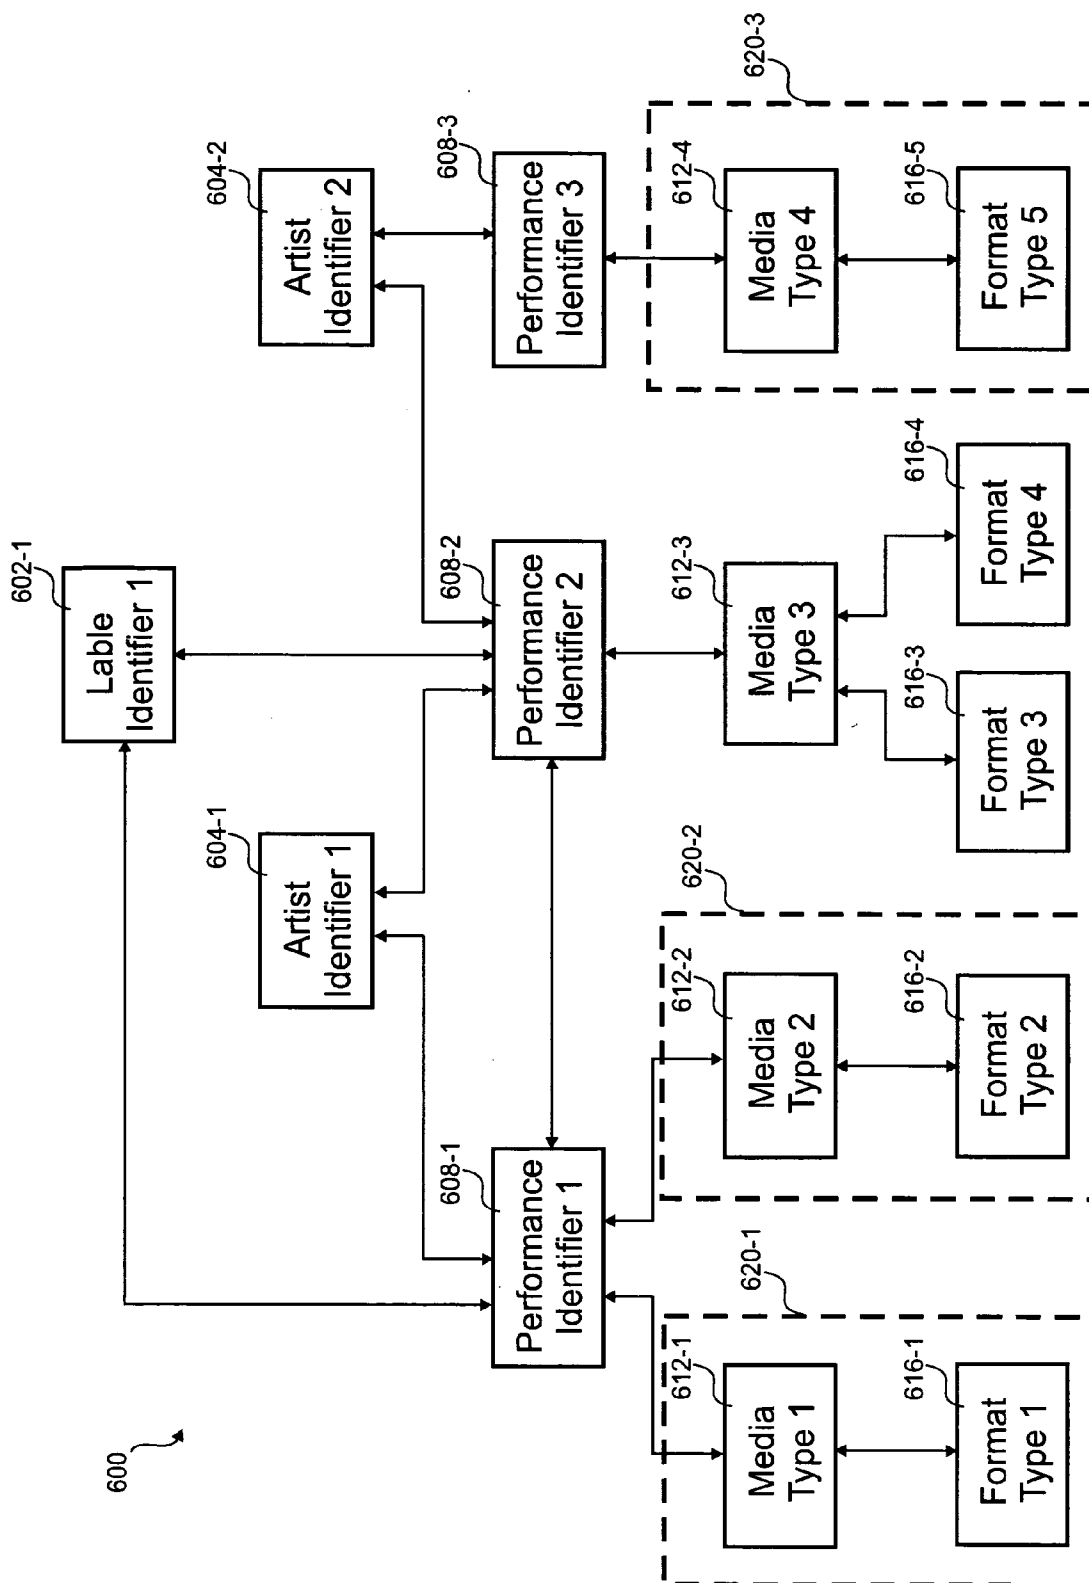 600
602-1
Lable
Identifier 1
604-1
Artist
Identifier 1
604-2
Artist
Identifier 2
608-1
Performance
Identifier 1
608-2
Performance
Identifier 2
608-3
Performance
Identifier 3
620-1
612-1
Media
Type 1
616-1
Format
Type 1
620-2
612-2
Media
Type 2
616-2
Format
Type 2
612-3
Media
Type 3
616-3
Format
Type 3
616-4
Format
Type 4
620-3
612-4
Media
Type 4
616-5
Format
Type 5